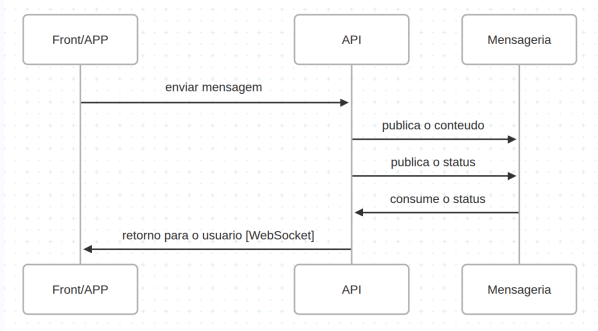 Front/APP
API
Mensageria
enviar mensagem
publica o conteudo
publica o status
consume o status
retorno para o usuario [WebSocket]
Front/APP
API
Mensageria